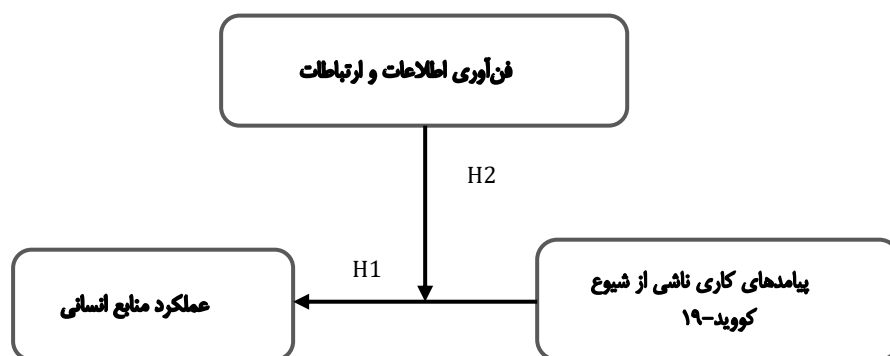 فن‌آوری اطلاعات و ارتباطات
H2
H1
پیامدهای کاری ناشی از شیوع
کووید-۱۹
عملکرد منابع انسانی